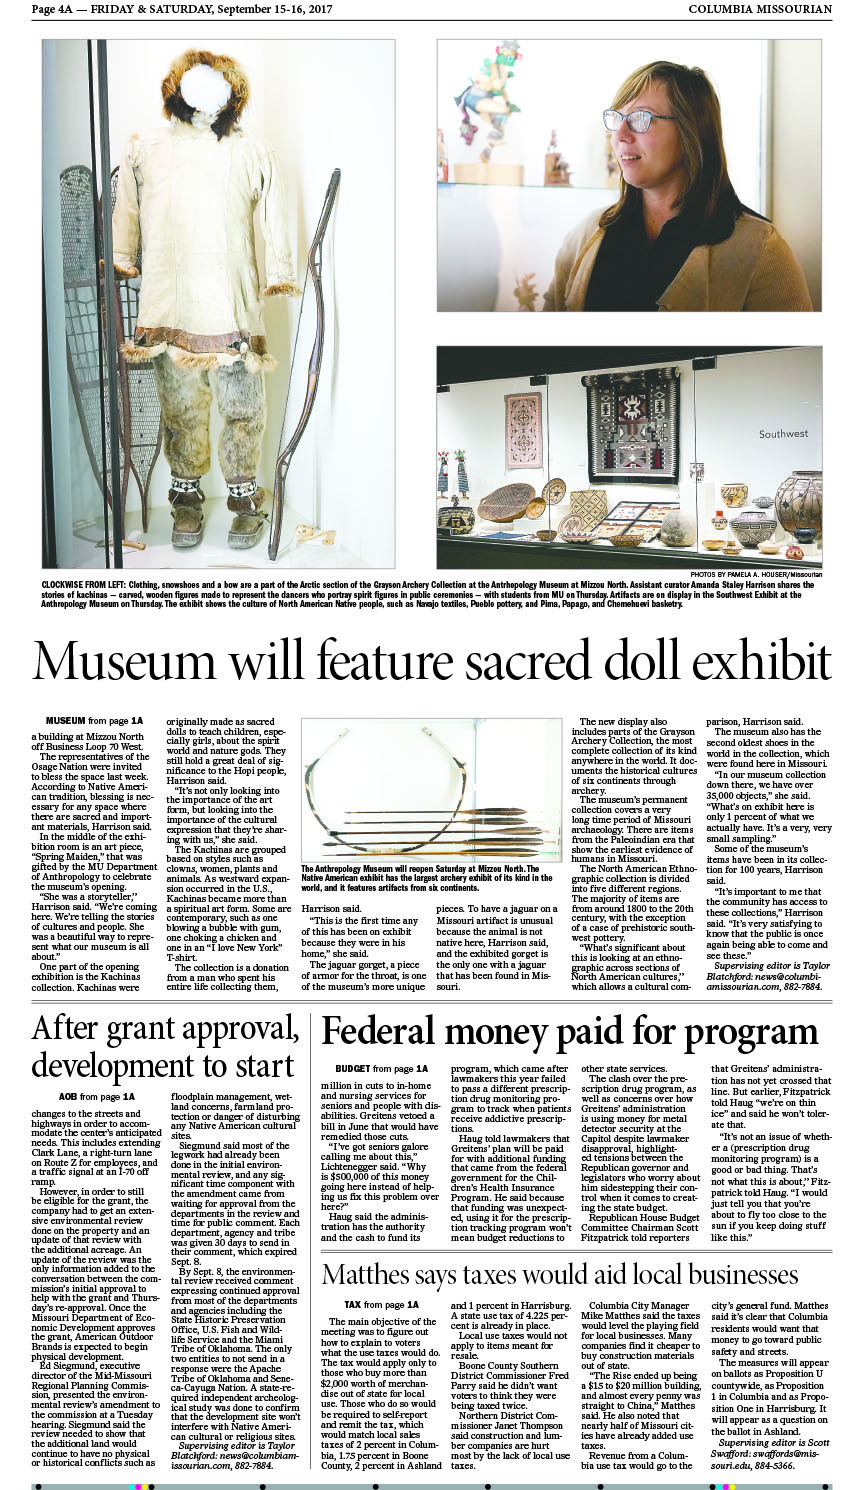 Page 4A — FRIDAY & SATURDAY, September 15-16, 2017
COLUMBIA MISSOURIAN
Southwest
PHOTOS BY PAMELA A. HOUSER/Missourian
CLOCKWISE FROM LEFT: Clothing, snowshoes and a bow are a part of the Arctic section of the Grayson Archery Collection at the Antrhopology Museum at Mizzou North. Assistant curator Amanda Staley Harrison shares the
stories of kachinas — carved, wooden figures made to represent the dancers who portray spirit figures in public ceremonies — with students from MU on Thursday. Artifacts are on display in the Southwest Exhibit at the
Anthropology Museum on Thursday. The exhibit shows the culture of North American Native people, such as Navajo textiles, Pueblo pottery, and Pima, Papago, and Chemehuevi basketry.
Museum will feature sacred doll exhibit
MUSEUM from page 1A
a building at Mizzou North
off Business Loop 70 West.
The representatives of the
Osage Nation were invited
to bless the space last week.
According to Native Ameri-
can tradition, blessing is nec-
essary for any space where
there are sacred and import-
ant materials, Harrison said.
In the middle of the exhi-
bition room is an art piece,
"Spring Maiden," that was
gifted by the MU Department
of Anthropology to celebrate
the museum's opening.
"She was a storyteller,"
Harrison said. "We're coming
here. We're telling the stories
of cultures and people. She
was a beautiful way to repre-
sent what our museum is all
about."
One part of the opening
exhibition is the Kachinas
collection. Kachinas were
originally made as sacred
dolls to teach children, espe-
cially girls, about the spirit
world and nature gods. They
still hold a great deal of sig-
nificance to the Hopi people,
Harrison said.
"It's not only looking into
the importance of the art
form, but looking into the
importance of the cultural
expression that they're shar-
ing with us," she said.
The Kachinas are grouped
based on styles such as
clowns, women, plants and
animals. As westward expan-
sion occurred in the U.S.,
Kachinas became more than
a spiritual art form. Some are
contemporary, such as one
blowing a bubble with gum,
one choking a chicken and
one in an "I love New York"
T-shirt.
The collection is a donation
from a man who spent his
entire life collecting them,
The Anthropology Museum will reopen Saturday at Mizzou North. The
Native American exhibit has the largest archery exhibit of its kind in the
world, and it features artifacts from six continents.
Harrison said.
"This is the first time any
of this has been on exhibit
because they were in his
home," she said.
The jaguar gorget, a piece
of armor for the throat, is one
of the museum's more unique
pieces. To have a jaguar on a
Missouri artifact is unusual
because the animal is not
native here, Harrison said,
and the exhibited gorget is
the only one with a jaguar
that has been found in Mis-
souri.
The new display also
includes parts of the Grayson
Archery Collection, the most
complete collection of its kind
anywhere in the world. It doc-
uments the historical cultures
of six continents through
archery.
The museum's permanent
collection covers a very
long time period of Missouri
archaeology. There are items
from the Paleoindian era that
show the earliest evidence of
humans in Missouri.
The North American Ethno-
graphic collection is divided
into five different regions.
The majority of items are
from around 1800 to the 20th
century, with the exception
of a case of prehistoric south-
west pottery.
"What's significant about
this is looking at an ethno-
graphic across sections of
North American cultures,"
which allows a cultural com-
parison, Harrison said.
The museum also has the
second oldest shoes in the
world in the collection, which
were found here in Missouri.
"In our museum collection
down there, we have over
35,000 objects," she said.
"What's on exhibit here is
only 1 percent of what we
actually have. It's a very, very
small sampling."
Some of the museum's
items have been in its collec-
tion for 100 years, Harrison
said.
"It's important to me that
the community has access to
these collections," Harrison
said. "It's very satisfying to
know that the public is once
again being able to come and
see these."
Supervising editor is Taylor
Blatchford: news@columbi-
amissourian.com, 882-7884.
After grant approval,
development to start
AOB from page 1A
changes to the streets and
highways in order to accom-
modate the center's anticipated
needs. This includes extending
Clark Lane, a right-turn lane
on Route Z for employees, and
a traffic signal at an I-70 off
ramp.
However, in order to still
be eligible for the grant, the
company had to get an exten-
sive environmental review
done on the property and an
update of that review with
the additional acreage. An
update of the review was the
only information added to the
conversation between the com-
mission's initial approval to
help with the grant and Thurs-
day's re-approval. Once the
Missouri Department of Eco-
nomic Development approves
the grant, American Outdoor
Brands is expected to begin
physical development.
Ed Siegmund, executive
director of the Mid-Missouri
Regional Planning Commis-
sion, presented the environ-
mental review's amendment to
the commission at a Tuesday
hearing. Siegmund said the
review needed to show that
the additional land would
continue to have no physical
or historical conflicts such as
floodplain management, wet-
land concerns, farmland pro-
tection or danger of disturbing
any Native American cultural
sites.
Siegmund said most of the
legwork had already been
done in the initial environ-
mental review, and any sig-
nificant time component with
the amendment came from
waiting for approval from the
departments in the review and
time for public comment. Each
department, agency and tribe
was given 30 days to send in
their comment, which expired
Sept. 8.
By Sept. 8, the environmen-
tal review received comment
expressing continued approval
from most of the departments
and agencies including the
State Historic Preservation
Office, U.S. Fish and Wild-
life Service and the Miami
Tribe of Oklahoma. The only
two entities to not send in a
response were the Apache
Tribe of Oklahoma and Sene-
ca-Cayuga Nation. A state-re-
quired independent archeolog-
ical study was done to confirm
that the development site won't
interfere with Native Ameri-
can cultural or religious sites.
Supervising editor is Taylor
Blatchford: news@columbiam-
issourian.com, 882-7884.
Federal money paid for program
BUDGET from page 1A
million in cuts to in-home
and nursing services for
seniors and people with dis-
abilities. Greitens vetoed a
bill in June that would have
remedied those cuts.
"I've got seniors galore
calling me about this,"
Lichtenegger said. "Why
is $500,000 of this money
going here instead of help-
ing us fix this problem over
here?"
Haug said the adminis-
tration has the authority
and the cash to fund its
program, which came after
lawmakers this year failed
to pass a different prescrip-
tion drug monitoring pro-
gram to track when patients
receive addictive prescrip-
tions.
Haug told lawmakers that
Greitens' plan will be paid
for with additional funding
that came from the federal
government for the Chil-
dren's Health Insurance
Program. He said because
that funding was unexpect-
ed, using it for the prescrip-
tion tracking program won't
mean budget reductions to
other state services.
The clash over the pre-
scription drug program, as
well as concerns over how
Greitens' administration
is using money for metal
detector security at the
Capitol despite lawmaker
disapproval, highlight-
ed tensions between the
Republican governor and
legislators who worry about
him sidestepping their con-
trol when it comes to creat-
ing the state budget.
Republican House Budget
Committee Chairman Scott
Fitzpatrick told reporters
that Greitens' administra-
tion has not yet crossed that
line. But earlier, Fitzpatrick
told Haug "we're on thin
ice" and said he won't toler-
ate that.
"It's not an issue of wheth-
er a (prescription drug
monitoring program) is a
good or bad thing. That's
not what this is about," Fitz-
patrick told Haug. "I would
just tell you that you're
about to fly too close to the
sun if you keep doing stuff
like this."
Matthes says taxes would aid local businesses
TAX from page 1A
The main objective of the
meeting was to figure out
how to explain to voters
what the use taxes would do.
The tax would apply only to
those who buy more than
$2,000 worth of merchan-
dise out of state for local
use. Those who do so would
be required to self-report
and remit the tax, which
would match local sales
taxes of 2 percent in Colum-
bia, 1.75 percent in Boone
County, 2 percent in Ashland
and 1 percent in Harrisburg.
A state use tax of 4.225 per-
cent is already in place.
Local use taxes would not
apply to items meant for
resale.
Boone County Southern
District Commissioner Fred
Parry said he didn't want
voters to think they were
being taxed twice.
Northern District Com-
missioner Janet Thompson
said construction and lum-
ber companies are hurt
most by the lack of local use
taxes.
Columbia City Manager
Mike Matthes said the taxes
would level the playing field
for local businesses. Many
companies find it cheaper to
buy construction materials
out of state.
"The Rise ended up being
a $15 to $20 million building,
and almost every penny was
straight to China," Matthes
said. He also noted that
nearly half of Missouri cit-
ies have already added use
taxes.
Revenue from a Colum-
bia use tax would go to the
city's general fund. Matthes
said it's clear that Columbia
residents would want that
money to go toward public
safety and streets.
The measures will appear
on ballots as Proposition U
countywide, as Proposition
1 in Columbia and as Propo-
sition One in Harrisburg. It
will appear as a question on
the ballot in Ashland.
Supervising editor is Scott
Swafford: swaffords@mis-
souri.edu, 884-5366.